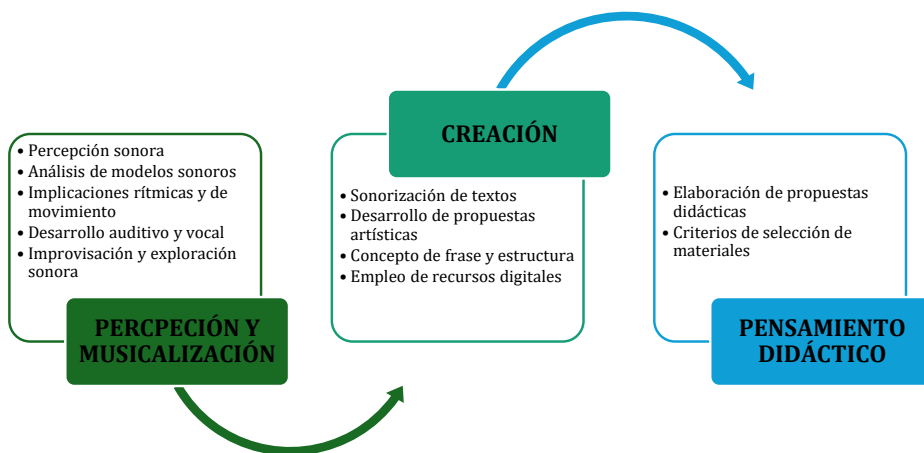 • Percepción sonora
• Análisis de modelos sonoros
• Implicaciones rítmicas y de
movimiento
• Desarrollo auditivo y vocal
• Improvisación y exploración
sonora
PERCPECIÓN Y
MUSICALIZACIÓN
CREACIÓN
• Sonorización de textos
• Desarrollo de propuestas
artísticas
• Concepto de frase y estructura
• Empleo de recursos digitales
• Elaboración de propuestas
didácticas
• Criterios de selección de
materiales
PENSAMIENTO
DIDÁCTICO